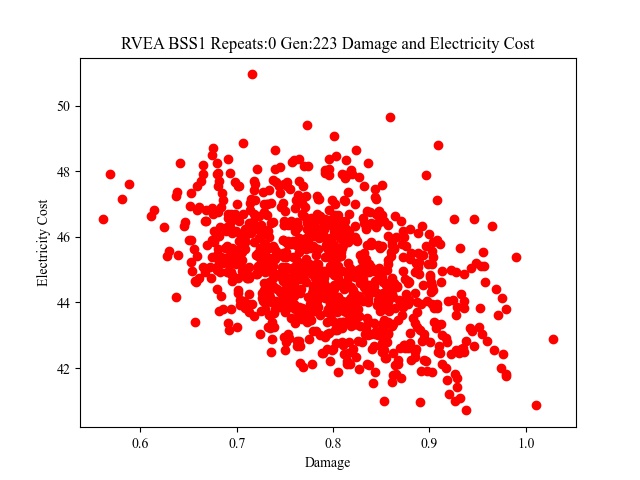 RVEA BSS1 Repeats:0 Gen:223 Damage and Electricity Cost
50
48
46
44
42
Electricity Cost
0.6 0.7 0.8 0.9 1.0
Damage